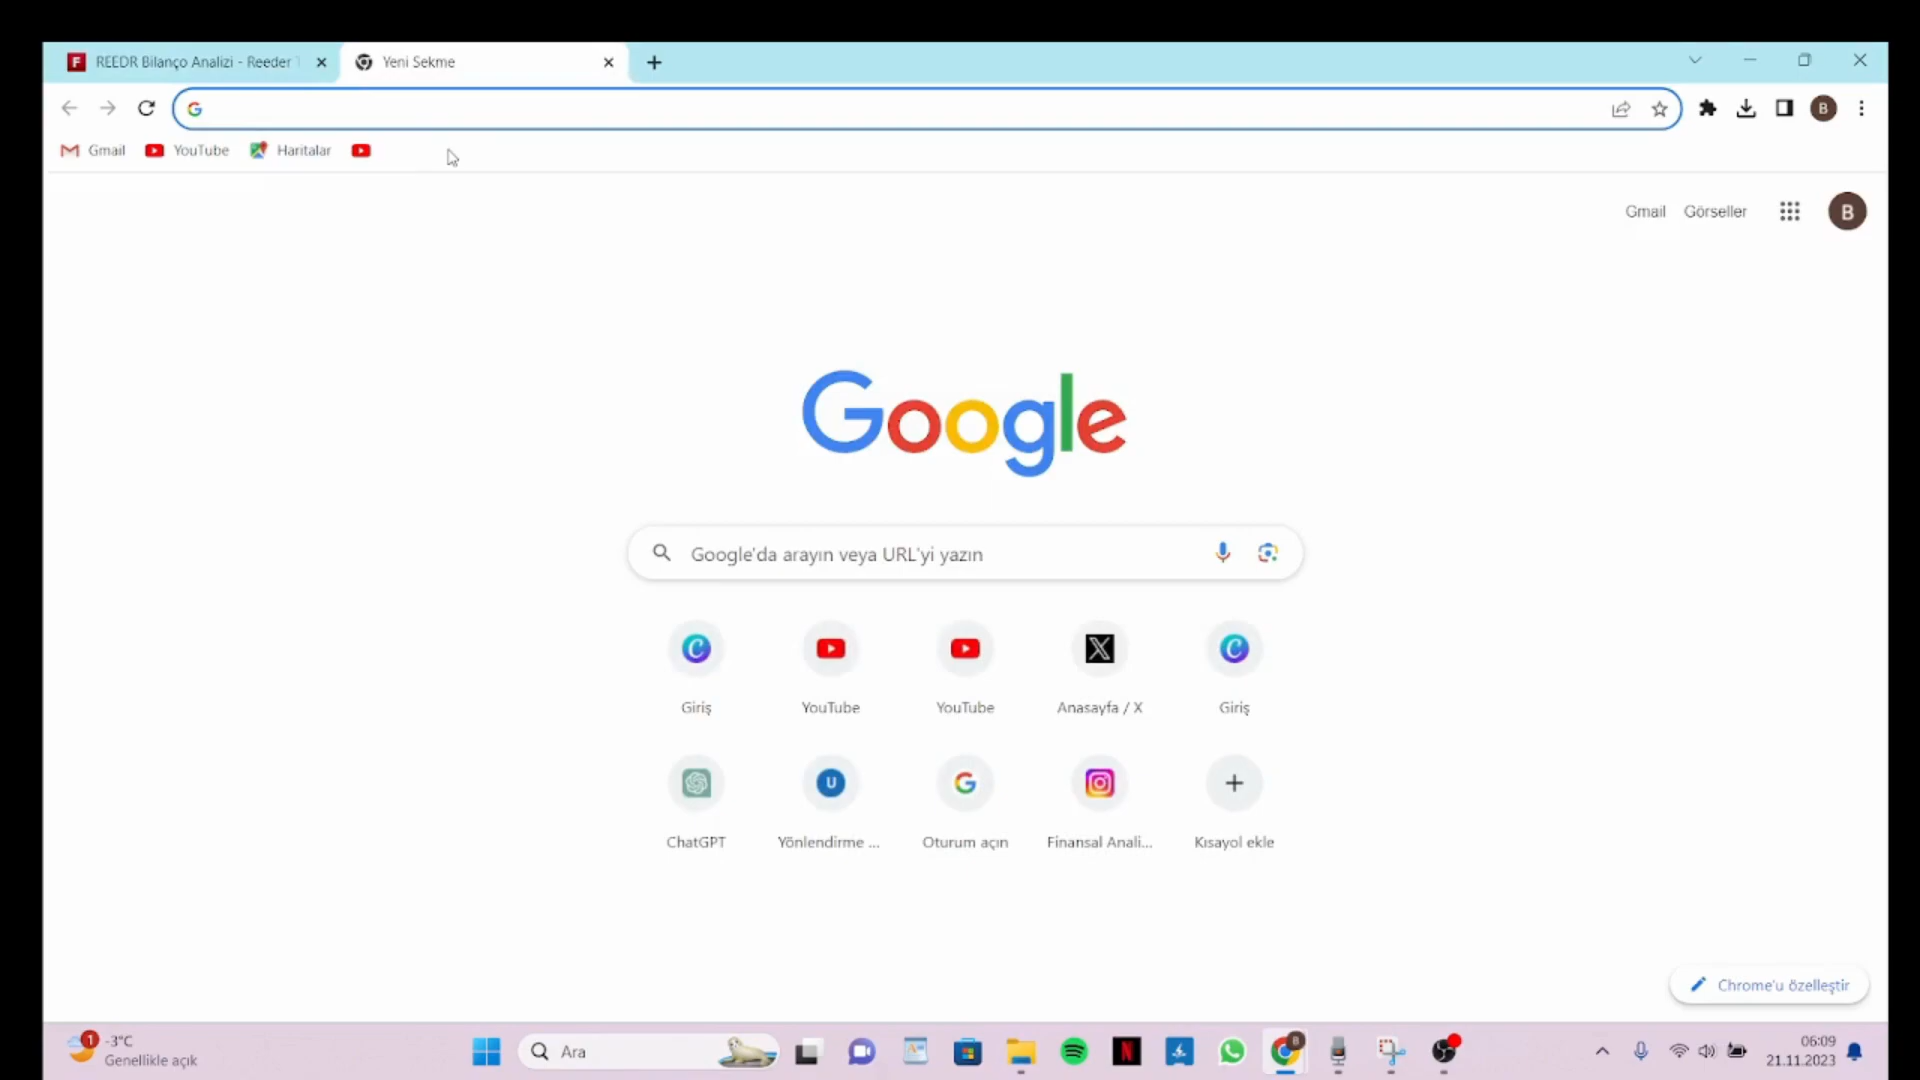 REEDR Bilanço Analizi - Reeder T
Yeni Sekme
Gmail
YouTube
Haritalar
B
Gmail
Görseller
B
Google
Google'da arayın veya URL'yi yazın
Giriş
YouTube
YouTube
Anasayfa / X
Giriş
ChatGPT
Yönlendirme ...
Oturum açın
Finansal Anali...
Kısayol ekle
Chrome'u özelleştir
1
-3°C
Genellikle açık
Ara
06:09
21.11.2023